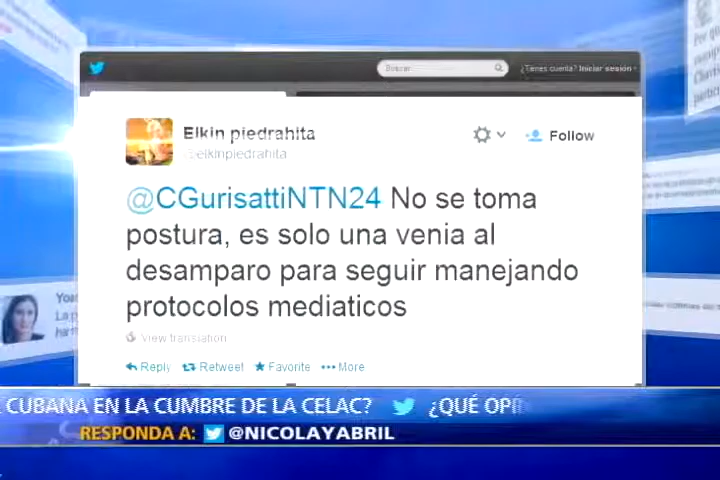 Buscar
¿Tienes cuenta? Iniciar sesión
Elkin piedrahita
@elkinpiedrahita
Follow
@CGurisattiNTN24 No se toma
postura, es solo una venia al
desamparo para seguir manejando
protocolos mediaticos
View translation
Reply Retweet Favorite More
CUBANA EN LA CUMBRE DE LA CELAC? ¿QUÉ
RESPONDA A: @NICOLAYABRIL